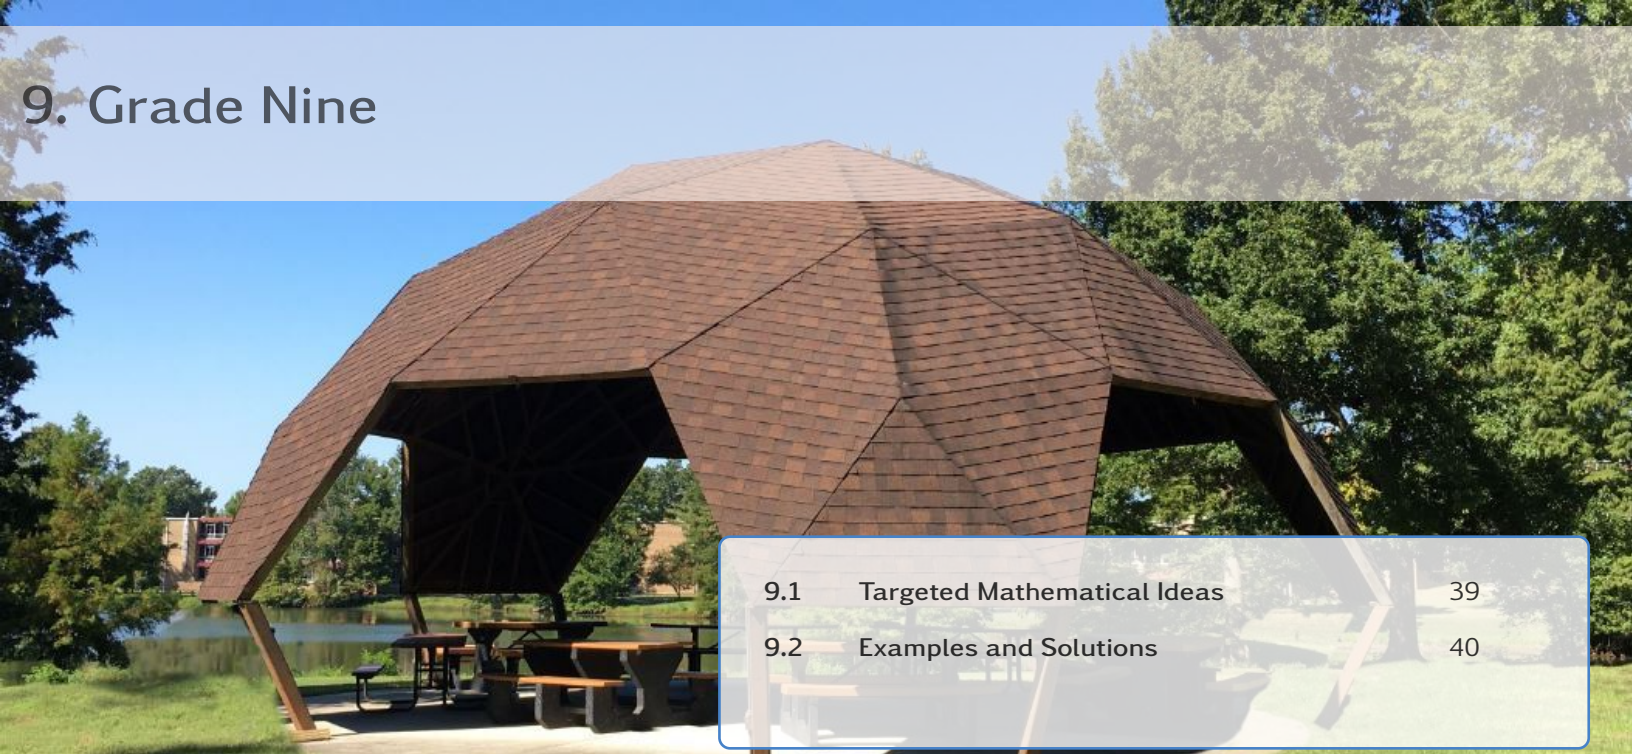 9. Grade Nine
9.1 Targeted Mathematical Ideas 39
9.2 Examples and Solutions 40